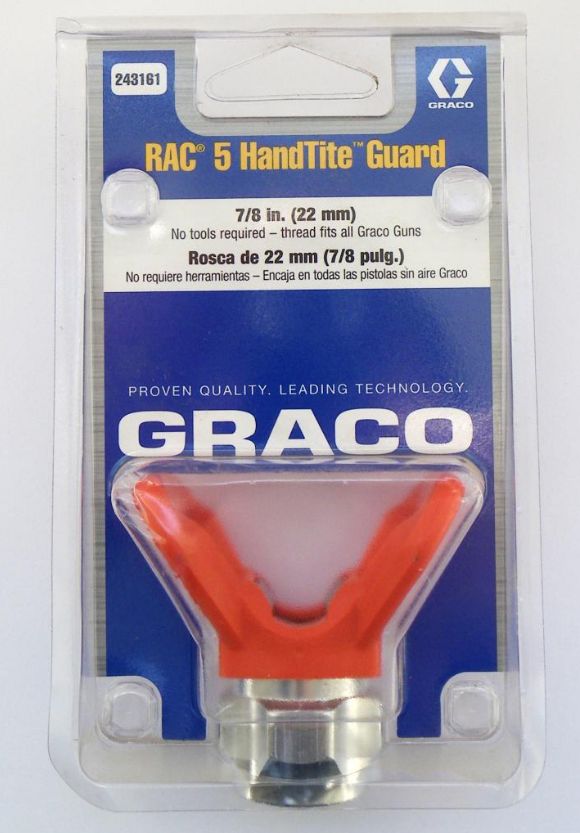 243161
GRACO
RAC® 5 HandTite™ Guard
7/8 in. (22 mm)
No tools required – thread fits all Graco Guns
Rosca de 22 mm (7/8 pulg.)
No requiere herramientas – Encaja en todas las pistolas sin aire Graco
PROVEN QUALITY. LEADING TECHNOLOGY.
GRACO